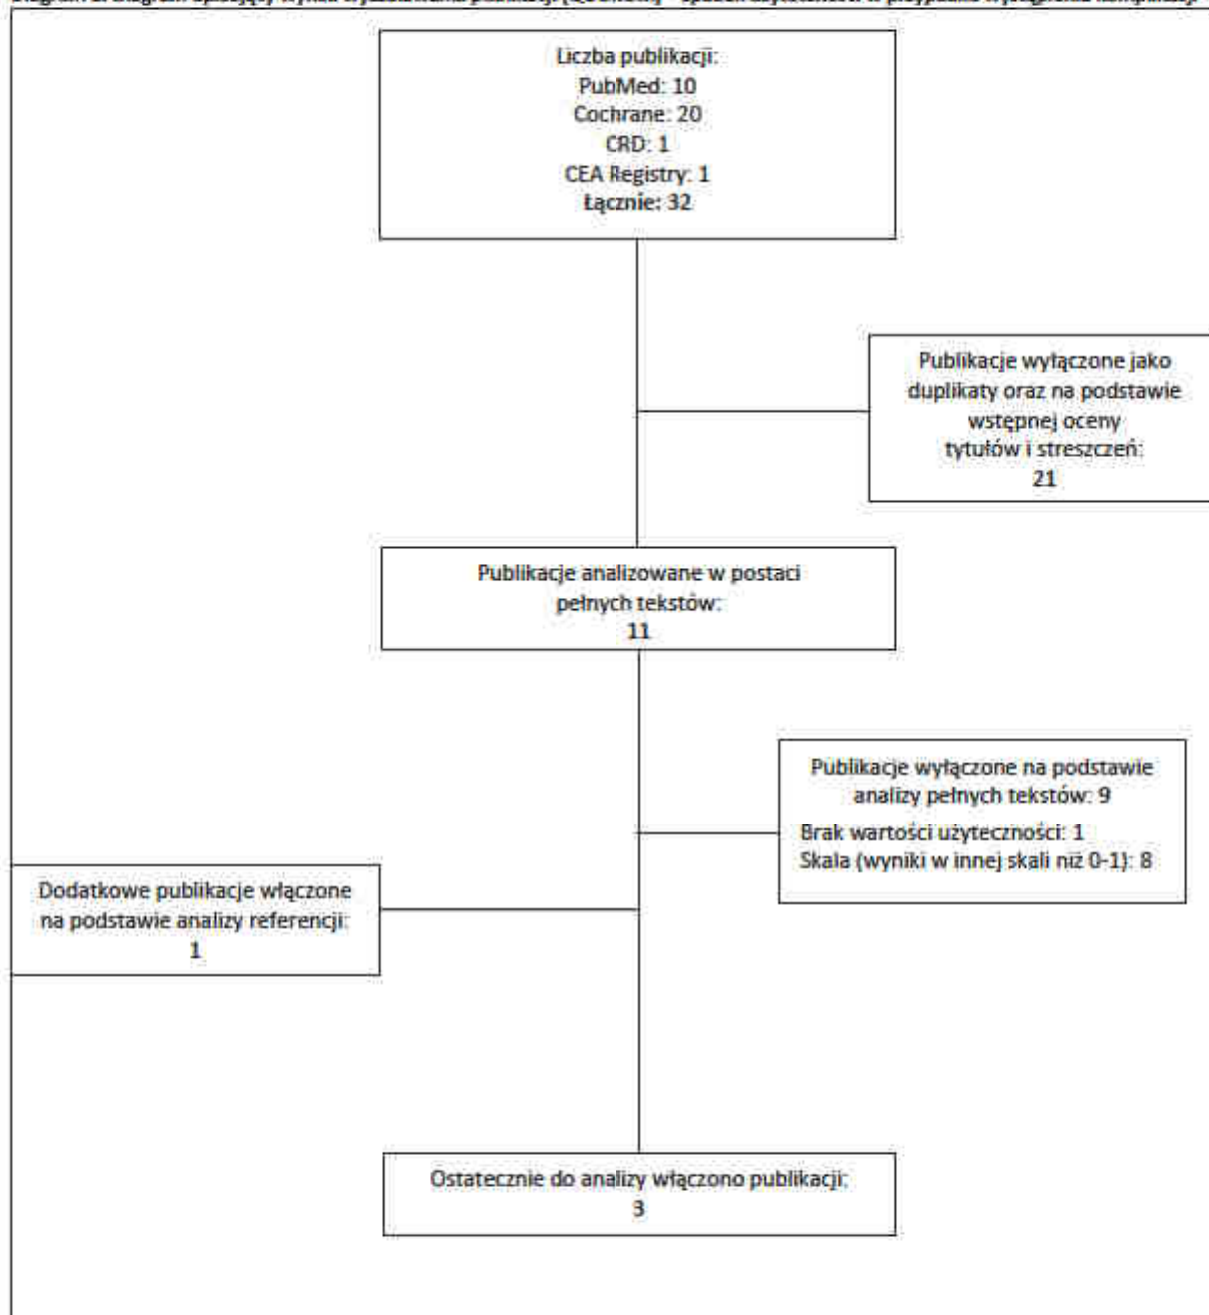 Liczba publikacji:
PubMed: 10
Cochrane: 20
CRD: 1
CEA Registry: 1
Łącznie: 32
Publikacje wyłączone jako
duplikaty oraz na podstawie
wstępnej oceny
tytułów i streszczeń:
21
Publikacje analizowane w postaci
pełnych tekstów:
11
Publikacje wyłączone na podstawie
analizy pełnych tekstów: 9
Brak wartości użyteczności: 1
Skala (wyniki w innej skali niż 0-1): 8
Dodatkowe publikacje włączone
na podstawie analizy referencji:
1
Ostatecznie do analizy włączono publikacji:
3